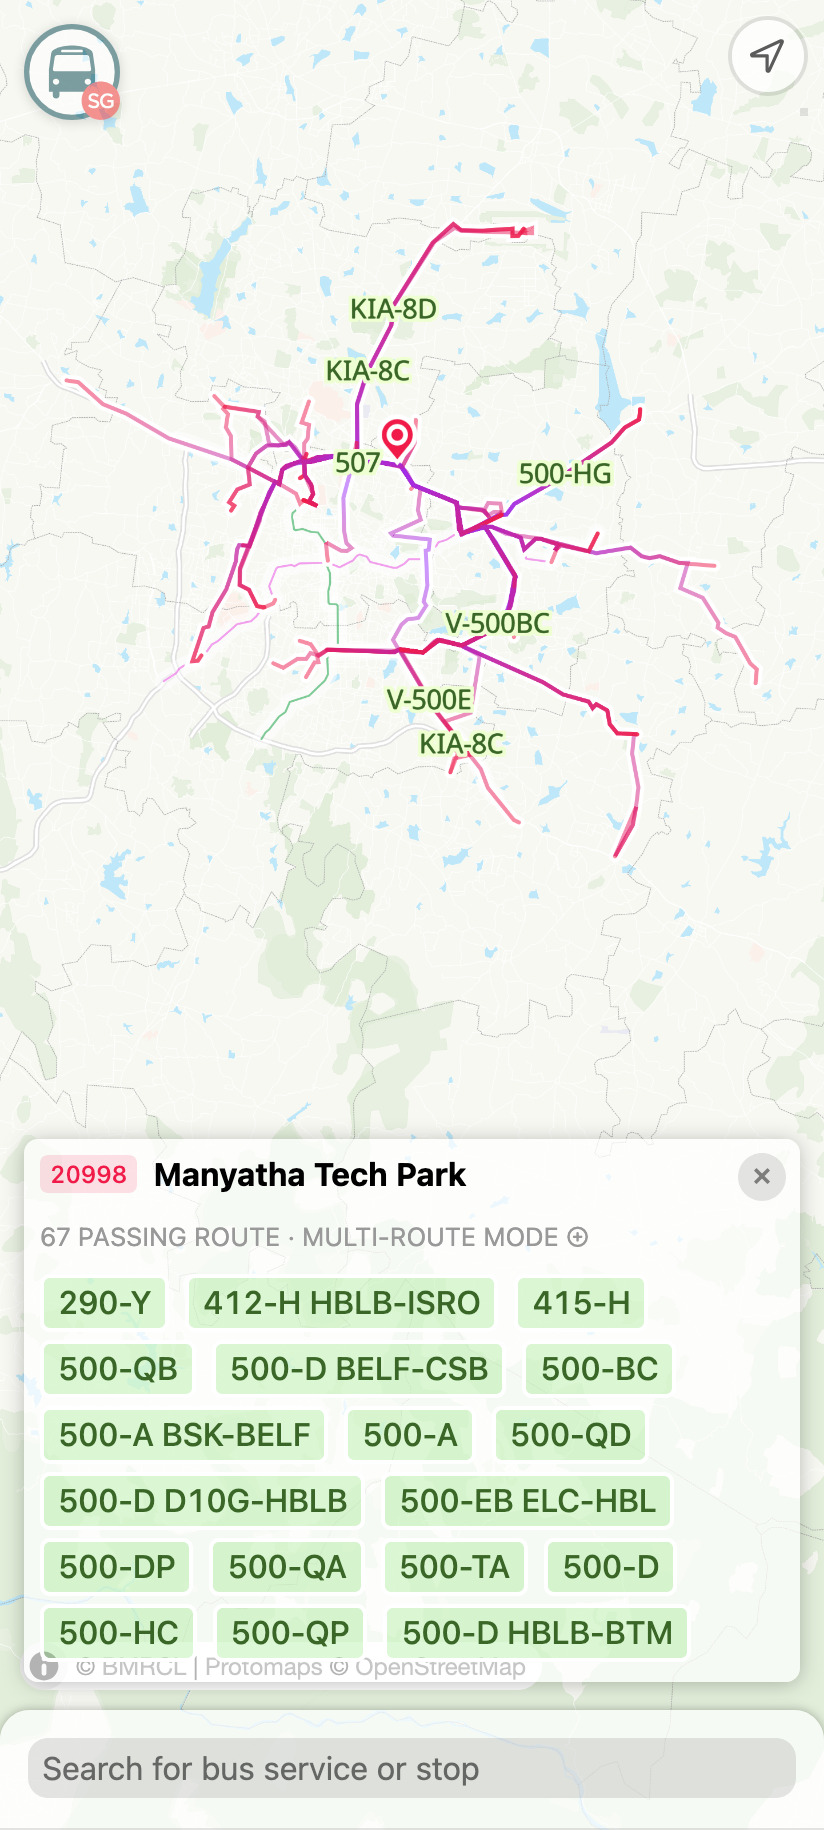 SG
KIA-8D
KIA-8C
507
500-HG
V-500BC
V-500E
KIA-8C
20998 Manyatha Tech Park
67 PASSING ROUTE · MULTI-ROUTE MODE
290-Y 412-H HBLB-ISRO 415-H
500-QB 500-D BELF-CSB 500-BC
500-A BSK-BELF 500-A 500-QD
500-D D10G-HBLB 500-EB ELC-HBL
500-DP 500-QA 500-TA 500-D
500-HC 500-QP 500-D HBLB-BTM
© BMRCL | Protomaps © OpenStreetMap
Search for bus service or stop